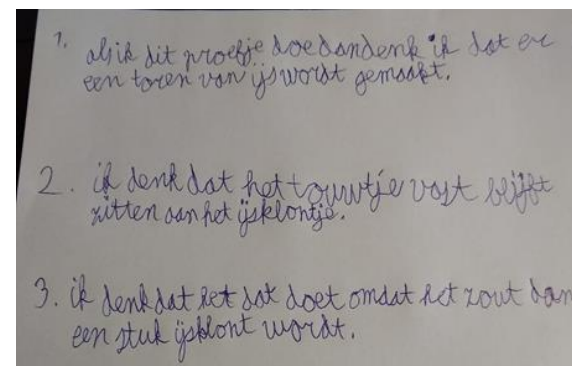 1. als ik dit proefje doe dan denk ik dat er
een toren van ijs wordt gemaakt.
2. ik denk dat het touwtje vast blijft
zitten aan het ijsklontje.
3. ik denk dat het dat doet omdat het zout dan
een stuk ijsklont wordt.